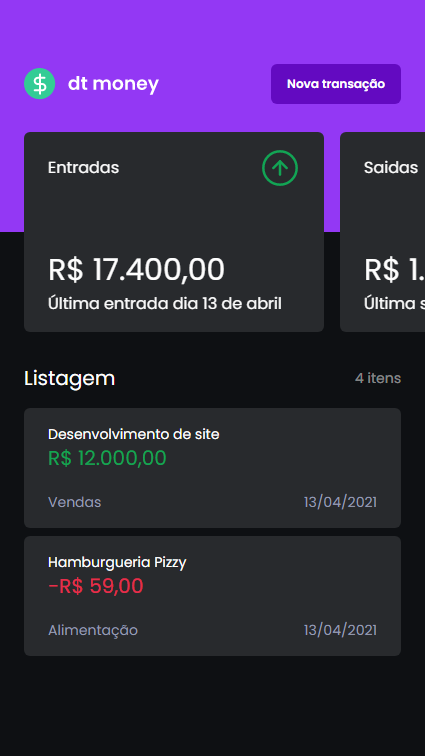 dt money
Nova transação
Entradas
R$ 17.400,00
Última entrada dia 13 de abril
Saidas
R$ 1.
Última s
Listagem
4 itens
Desenvolvimento de site
R$ 12.000,00
Vendas
13/04/2021
Hamburgueria Pizzy
-R$ 59,00
Alimentação
13/04/2021